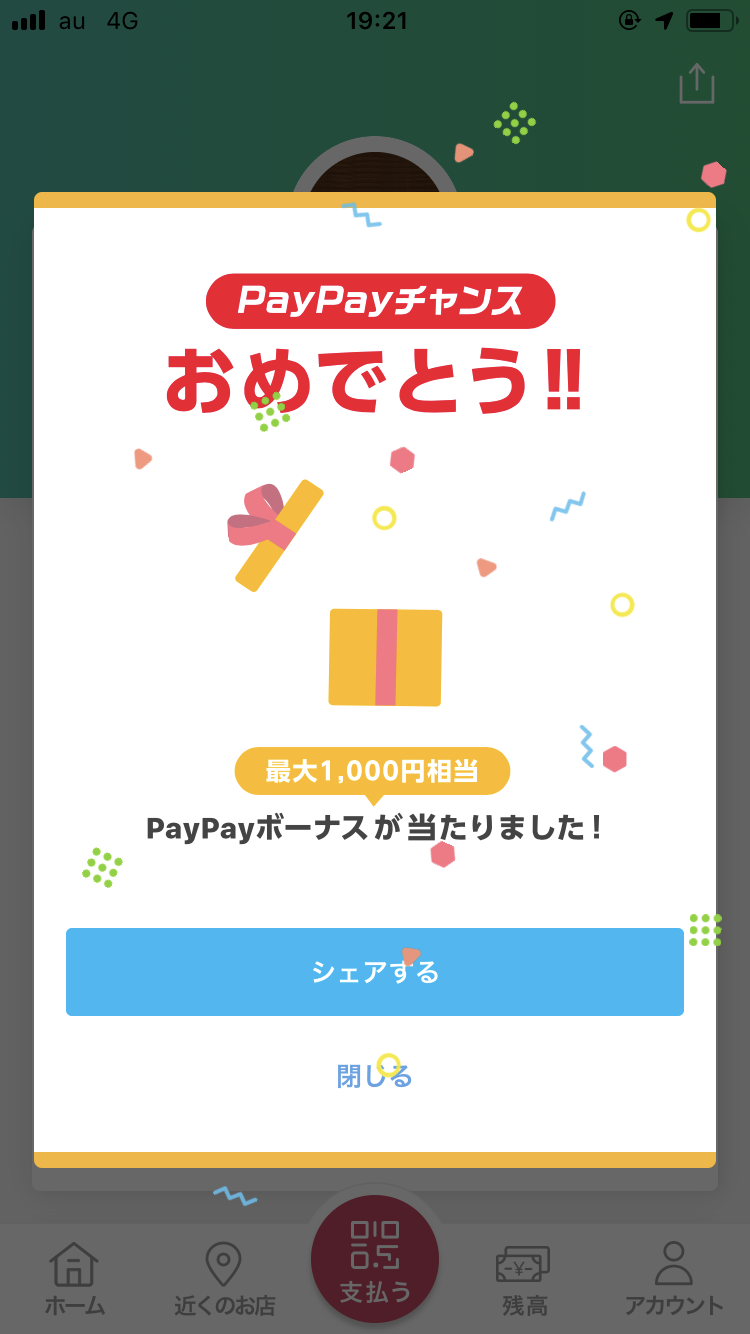 au 4G 19:21
PayPayチャンス
おめでとう!!
最大1,000円相当
PayPayボーナスが当たりました!
シェアする
閉じる
ホーム 近くのお店 支払う 残高 アカウント